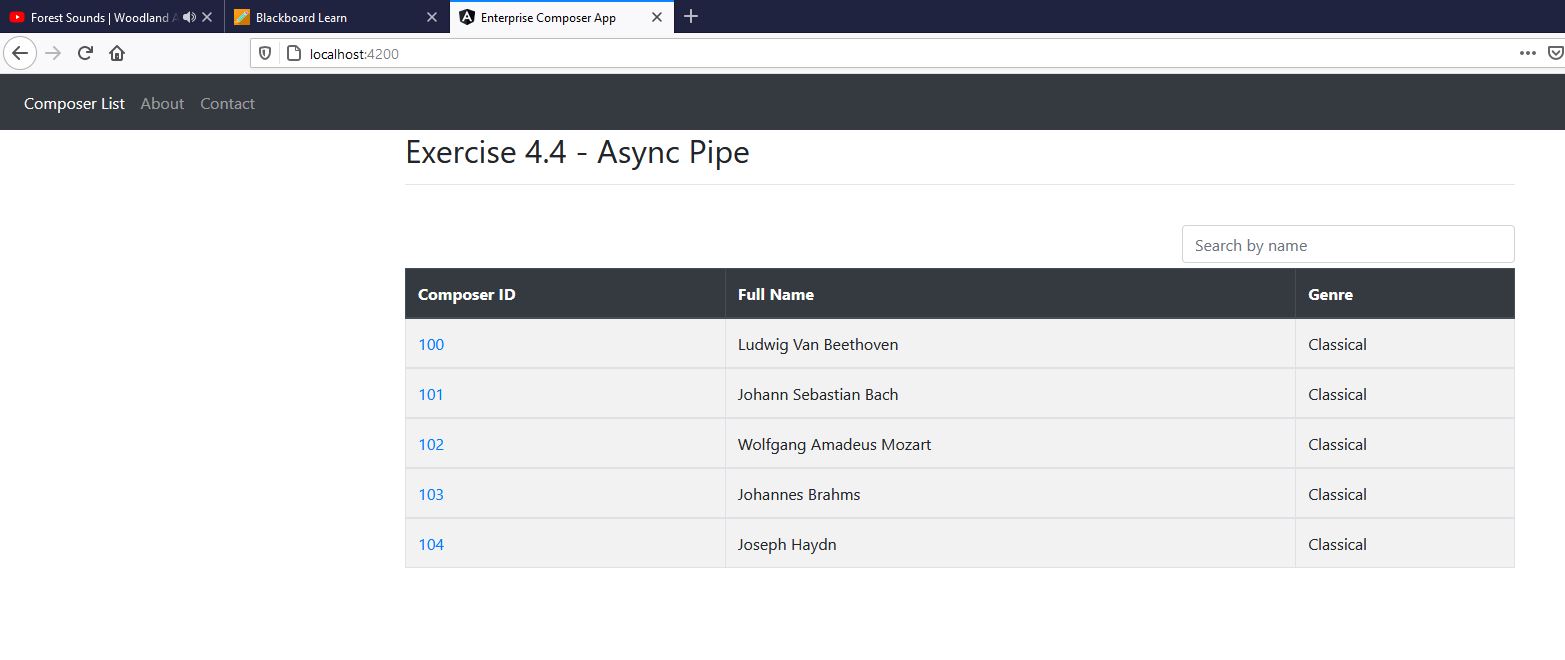 Forest Sounds | Woodland A
Blackboard Learn
Enterprise Composer App
localhost:4200
Composer List About Contact
Exercise 4.4 - Async Pipe
Search by name
Composer ID Full Name Genre
100 Ludwig Van Beethoven Classical
101 Johann Sebastian Bach Classical
102 Wolfgang Amadeus Mozart Classical
103 Johannes Brahms Classical
104 Joseph Haydn Classical